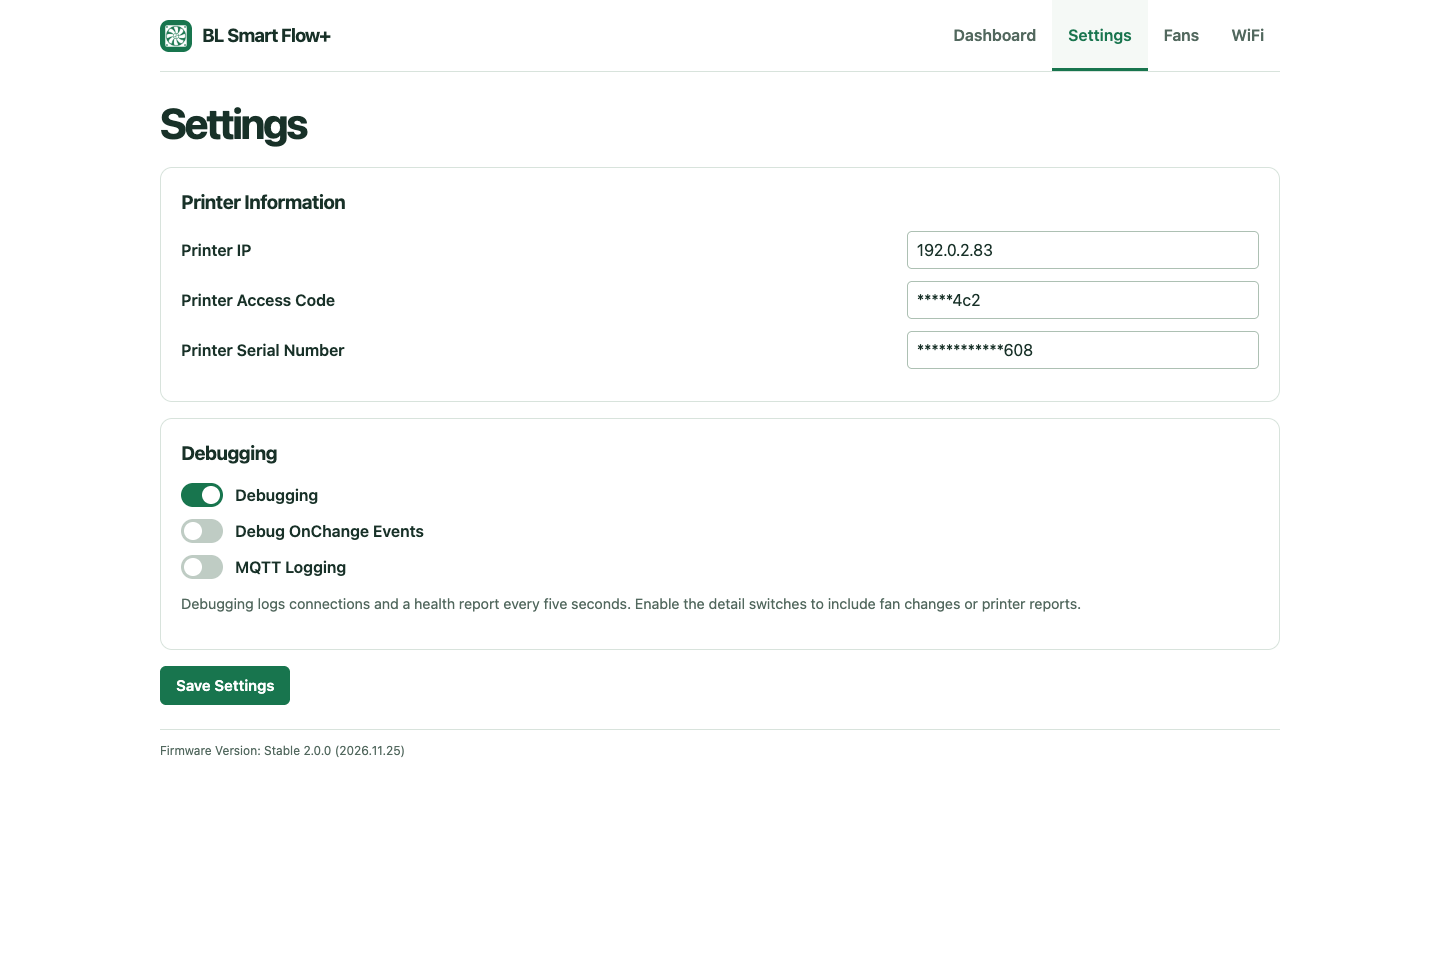 BL Smart Flow+
Dashboard
Settings
Fans
WiFi
Settings
Printer Information
Printer IP
192.0.2.83
Printer Access Code
*****4c2
Printer Serial Number
************608
Debugging
Debugging
Debug OnChange Events
MQTT Logging
Debugging logs connections and a health report every five seconds. Enable the detail switches to include fan changes or printer reports.
Save Settings
Firmware Version: Stable 2.0.0 (2026.11.25)